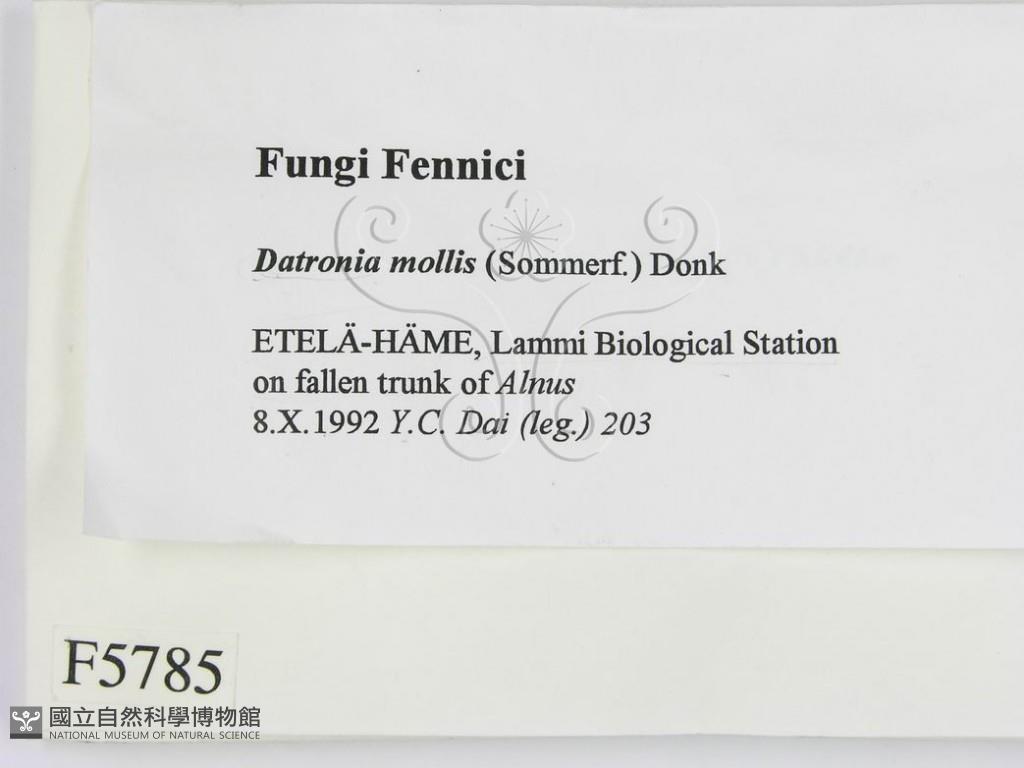 Fungi Fennici
Datronia mollis (Sommerf.) Donk
ETELÄ-HÄME, Lammi Biological Station
on fallen trunk of Alnus
8.X.1992 Y.C. Dai (leg.) 203
F5785
國立自然科學博物館
NATIONAL MUSEUM OF NATURAL SCIENCE